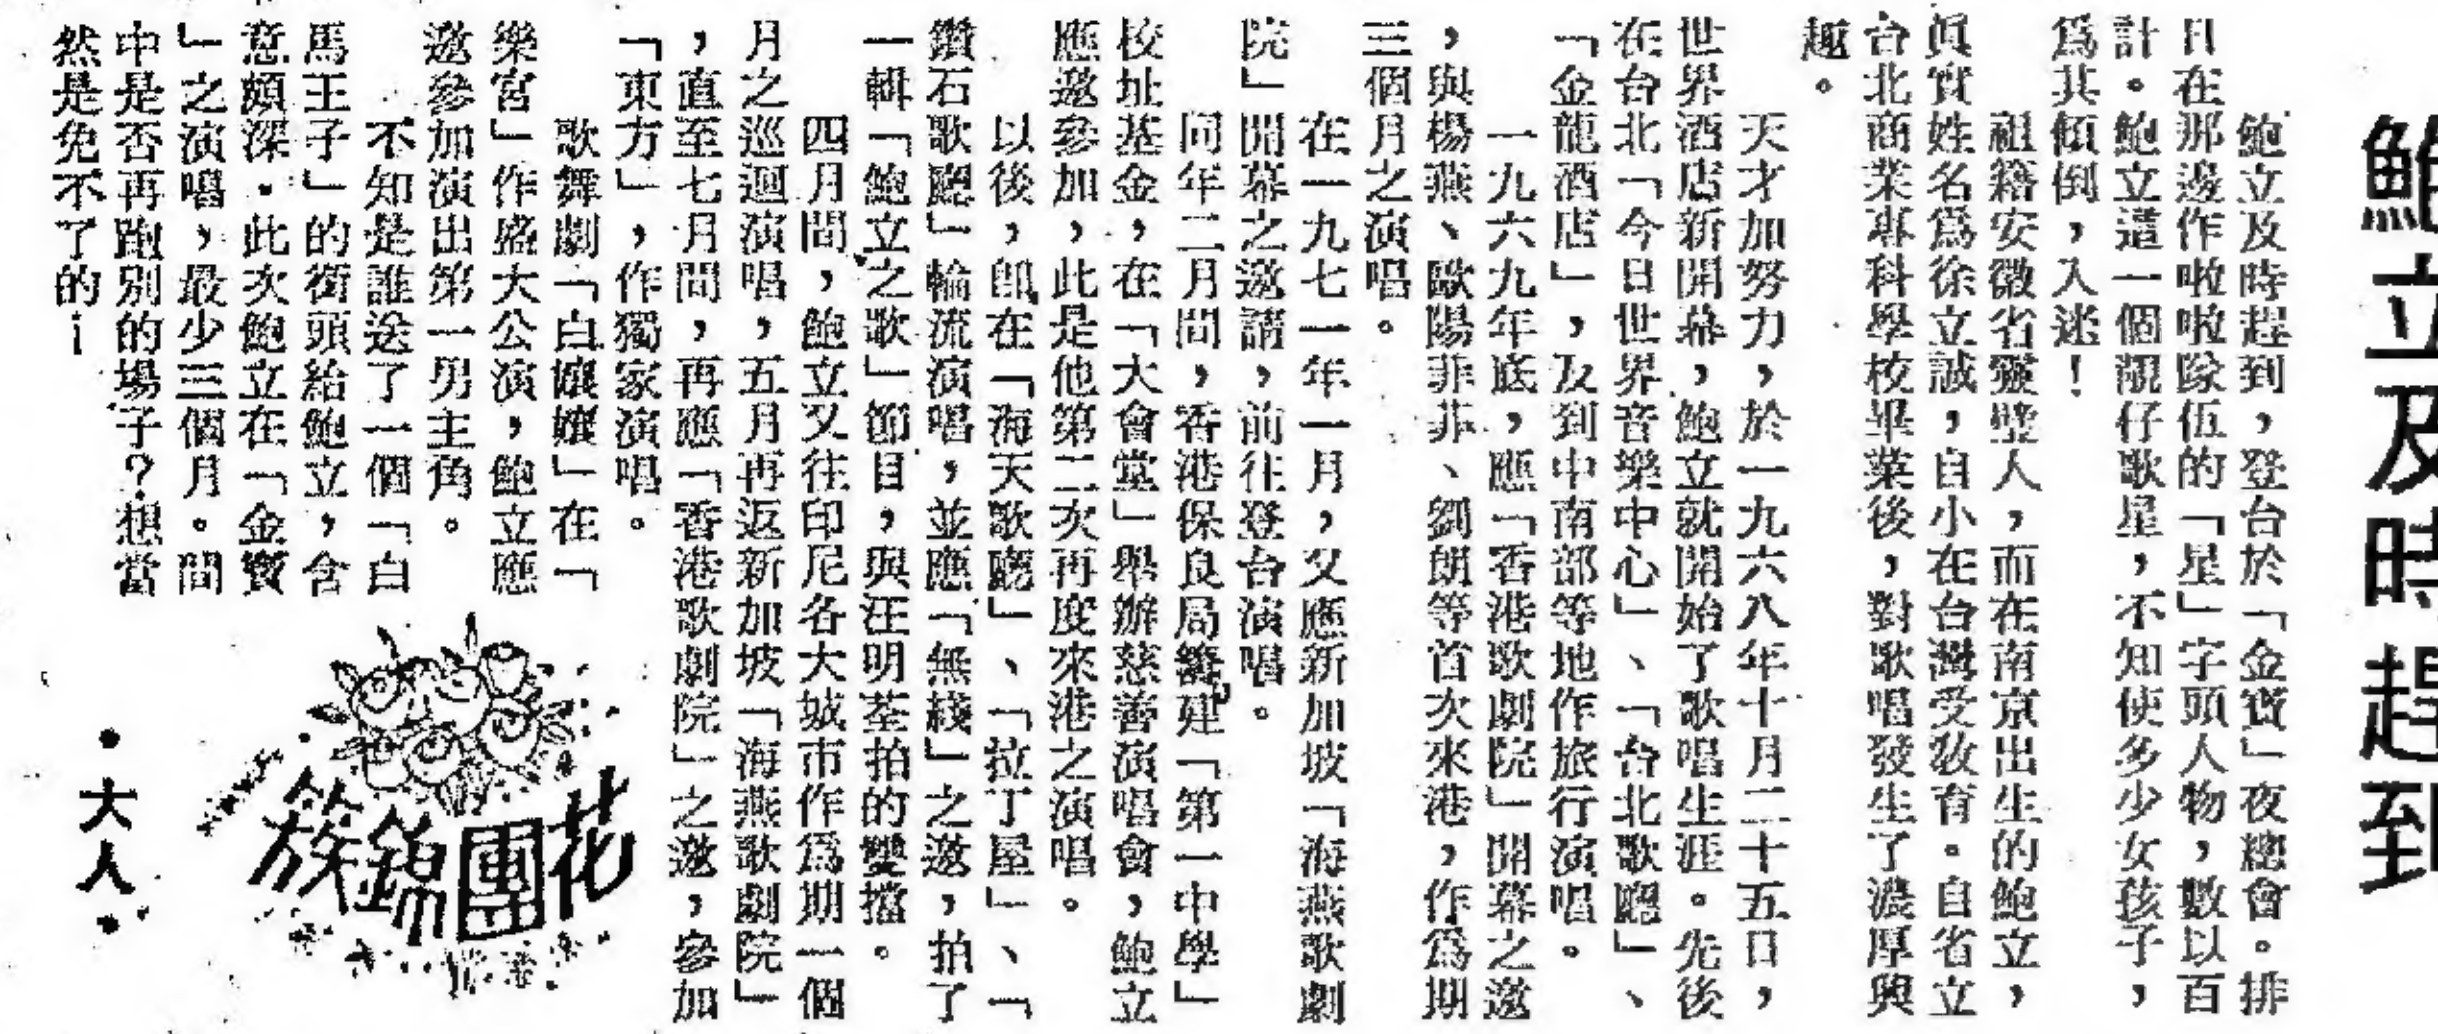 鮑立及時趕到
鮑立及時趕到，登台於「金寶」夜總會。排
日在那邊作啦啦隊伍的「星」字頭人物，數以百
計。鮑立這一個靚仔歌星，不知使多少女孩子，
爲其傾倒，入迷！
祖籍安徽省靈璧人，而在南京出生的鮑立，
眞實姓名爲徐立誠，自小在台灣受敎育。自省立
台北商業專科學校畢業後，對歌唱發生了濃厚興
趣。
天才加努力，於一九六八年十月二十五日，
世界酒店新開幕，鮑立就開始了歌唱生涯。先後
在台北「今日世界音樂中心」、「台北歌廳」、
「金龍酒店」，及到中南部等地作旅行演唱。
一九六九年底，應「香港歌劇院」開幕之邀
，與楊燕、歐陽菲菲、劉朗等首次來港，作爲期
三個月之演唱。
在一九七一年一月，又應新加坡「海燕歌劇
院」開幕之邀請，前往登台演唱。
同年二月間，香港保良局籌建「第一中學」
校址基金，在「大會堂」舉辦慈善演唱會，鮑立
應邀參加，此是他第二次再度來港之演唱。
以後，卽在「海天歌廳」、「拉丁屋」、「
鑽石歌廳」輪流演唱，並應「無綫」之邀，拍了
一輯「鮑立之歌」節目，與汪明荃拍的雙擋。
四月間，鮑立又往印尼各大城市作爲期一個
月之巡迴演唱，五月再返新加坡「海燕歌劇院」
，直至七月間，再應「香港歌劇院」之邀，參加
「東方」，作獨家演唱。
歌舞劇「白孃孃」在「
樂宮」作盛大公演，鮑立應
邀參加演出第一男主角。
不知是誰送了一個「白
馬王子」的銜頭給鮑立，含
意頗深．此次鮑立在「金寶
」之演唱，最少三個月。間
中是否再跑別的場子？想當
然是免不了的！
花團錦簇
•大人•